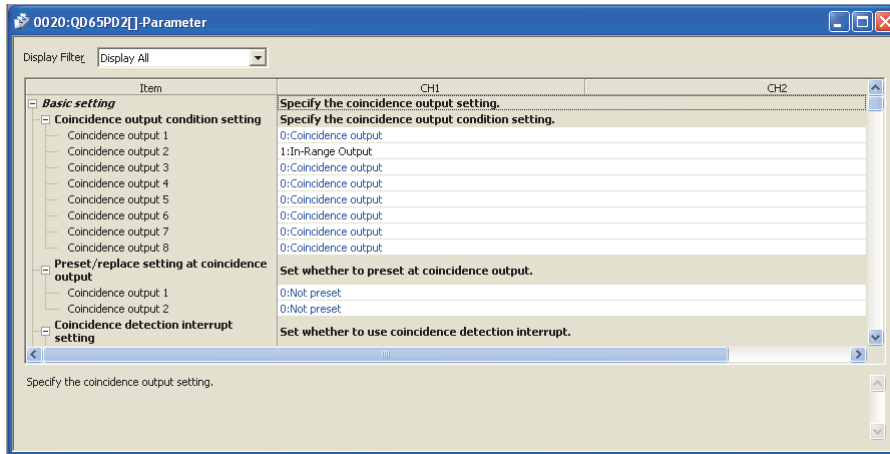 0020:QD65PD2[]-Parameter
Display Filter Display All
Item CH1 CH2
Basic setting Specify the coincidence output setting.
Coincidence output condition setting Specify the coincidence output condition setting.
Coincidence output 1 0:Coincidence output
Coincidence output 2 1:In-Range Output
Coincidence output 3 0:Coincidence output
Coincidence output 4 0:Coincidence output
Coincidence output 5 0:Coincidence output
Coincidence output 6 0:Coincidence output
Coincidence output 7 0:Coincidence output
Coincidence output 8 0:Coincidence output
Preset/replace setting at coincidence
output Set whether to preset at coincidence output.
Coincidence output 1 0:Not preset
Coincidence output 2 0:Not preset
Coincidence detection interrupt
setting Set whether to use coincidence detection interrupt.
Specify the coincidence output setting.